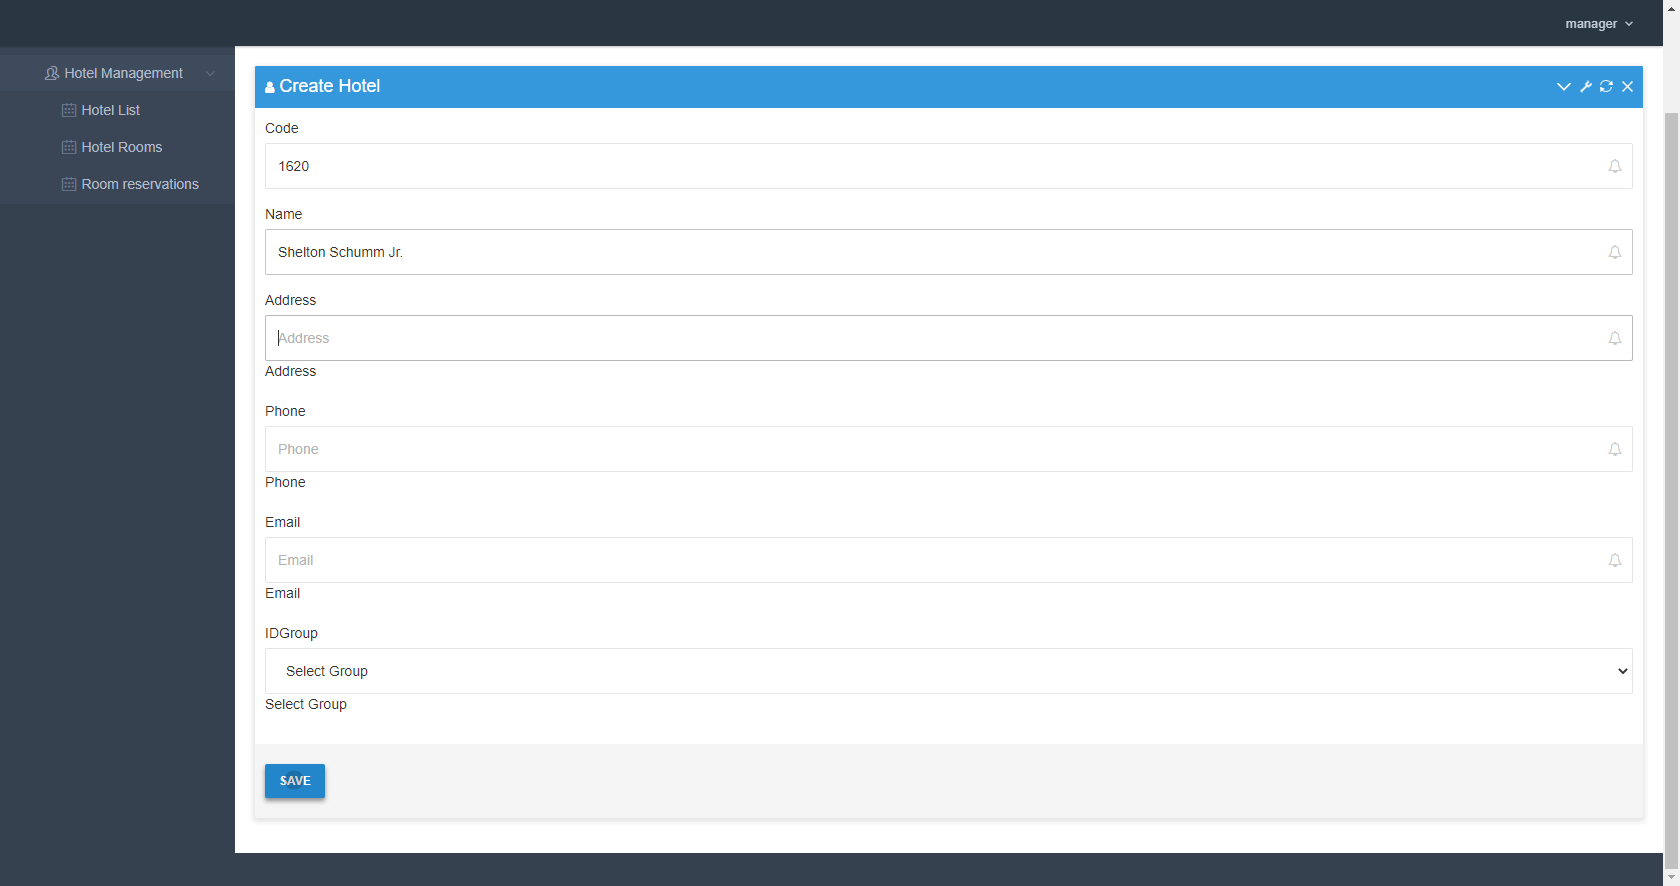 manager
Hotel Management
Hotel List
Hotel Rooms
Room reservations
Create Hotel
Code
1620
Name
Shelton Schumm Jr.
Address
Address
Address
Phone
Phone
Phone
Email
Email
Email
IDGroup
Select Group
Select Group
SAVE